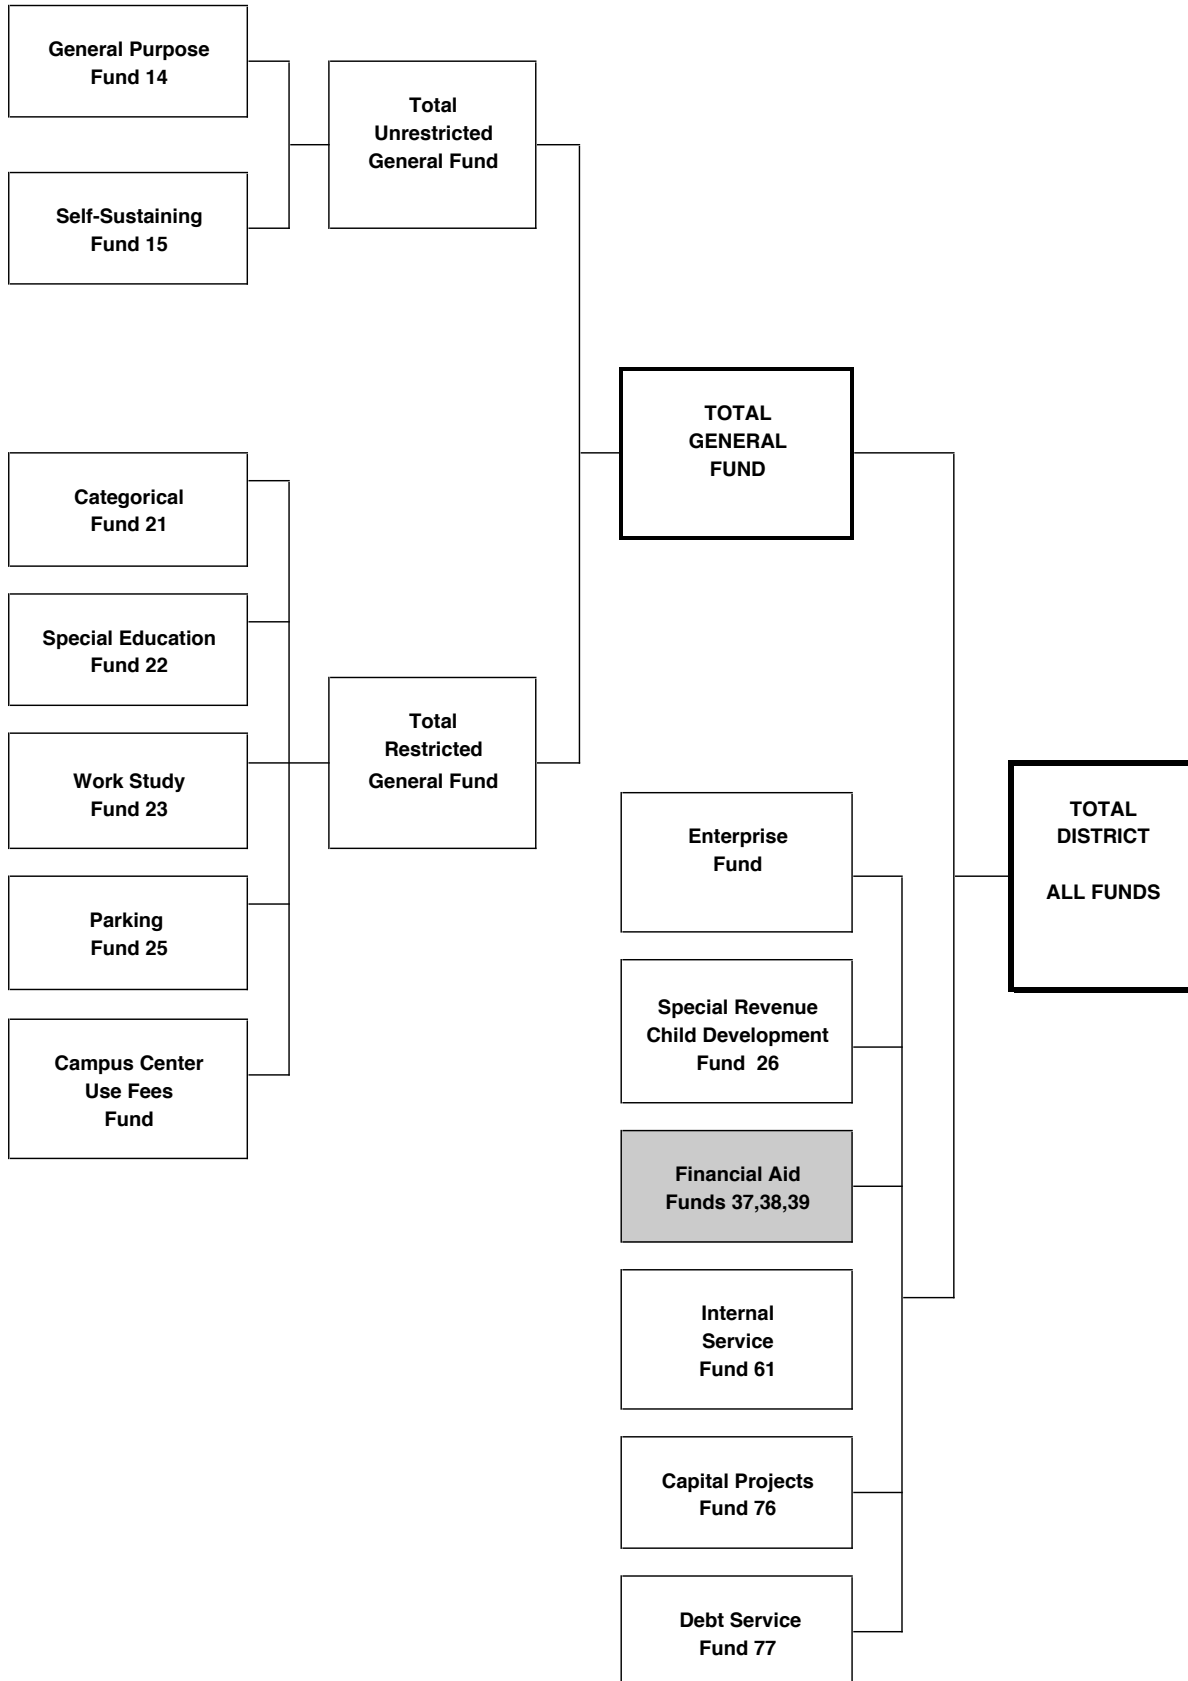 General Purpose
Fund 14
Total
Unrestricted
General Fund
Self-Sustaining
Fund 15
TOTAL
GENERAL
FUND
Categorical
Fund 21
Special Education
Fund 22
Total
Restricted
General Fund
Work Study
Fund 23
Enterprise
Fund
TOTAL
DISTRICT
ALL FUNDS
Parking
Fund 25
Special Revenue
Child Development
Fund 26
Campus Center
Use Fees
Fund
Financial Aid
Funds 37,38,39
Internal
Service
Fund 61
Capital Projects
Fund 76
Debt Service
Fund 77